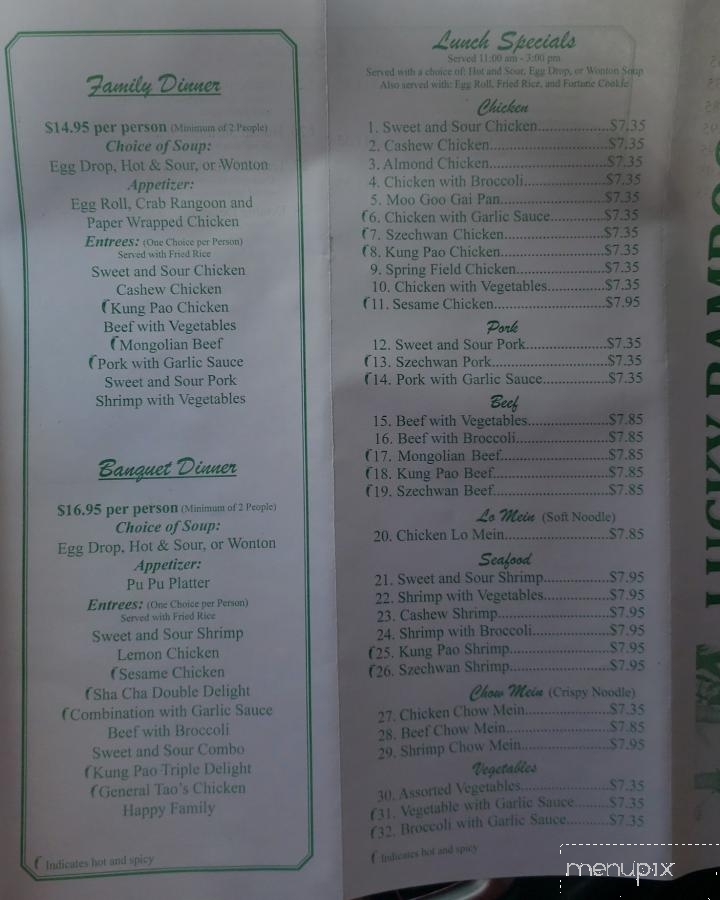 Family Dinner
$14.95 per person (Minimum of 2 People)
Choice of Soup:
Egg Drop, Hot & Sour, or Wonton
Appetizer:
Egg Roll, Crab Rangoon and
Paper Wrapped Chicken
Entrees: (One Choice per Person)
Served with Fried Rice
Sweet and Sour Chicken
Cashew Chicken
Kung Pao Chicken
Beef with Vegetables
Mongolian Beef
Pork with Garlic Sauce
Sweet and Sour Pork
Shrimp with Vegetables
Banquet Dinner
$16.95 per person (Minimum of 2 People)
Choice of Soup:
Egg Drop, Hot & Sour, or Wonton
Appetizer:
Pu Pu Platter
Entrees: (One Choice per Person)
Served with Fried Rice
Sweet and Sour Shrimp
Lemon Chicken
Sesame Chicken
Sha Cha Double Delight
Combination with Garlic Sauce
Beef with Broccoli
Sweet and Sour Combo
Kung Pao Triple Delight
General Tao's Chicken
Happy Family
Indicates hot and spicy
Lunch Specials
Served 11:00 am - 3:00 pm
Served with a choice of: Hot and Sour, Egg Drop, or Wonton Soup
Also served with: Egg Roll, Fried Rice, and Fortune Cookie
Chicken
1. Sweet and Sour Chicken.....................$7.35
2. Cashew Chicken...............................$7.35
3. Almond Chicken...............................$7.35
4. Chicken with Broccoli........................$7.35
5. Moo Goo Gai Pan.............................$7.35
6. Chicken with Garlic Sauce..................$7.35
7. Szechwan Chicken............................$7.35
8. Kung Pao Chicken............................$7.35
9. Spring Field Chicken.........................$7.35
10. Chicken with Vegetables...................$7.35
11. Sesame Chicken..............................$7.95
Pork
12. Sweet and Sour Pork........................$7.35
13. Szechwan Pork...............................$7.35
14. Pork with Garlic Sauce.....................$7.35
Beef
15. Beef with Vegetables.......................$7.85
16. Beef with Broccoli..........................$7.85
17. Mongolian Beef..............................$7.85
18. Kung Pao Beef...............................$7.85
19. Szechwan Beef...............................$7.85
Lo Mein (Soft Noodle)
20. Chicken Lo Mein.............................$7.85
Seafood
21. Sweet and Sour Shrimp....................$7.95
22. Shrimp with Vegetables....................$7.95
23. Cashew Shrimp..............................$7.95
24. Shrimp with Broccoli.......................$7.95
25. Kung Pao Shrimp............................$7.95
26. Szechwan Shrimp............................$7.95
Chow Mein (Crispy Noodle)
27. Chicken Chow Mein........................$7.35
28. Beef Chow Mein.............................$7.85
29. Shrimp Chow Mein.........................$7.95
Vegetables
30. Assorted Vegetables........................$7.35
31. Vegetable with Garlic Sauce..............$7.35
32. Broccoli with Garlic Sauce................$7.35
Indicates hot and spicy
LUCKY BAMBOO
menupix